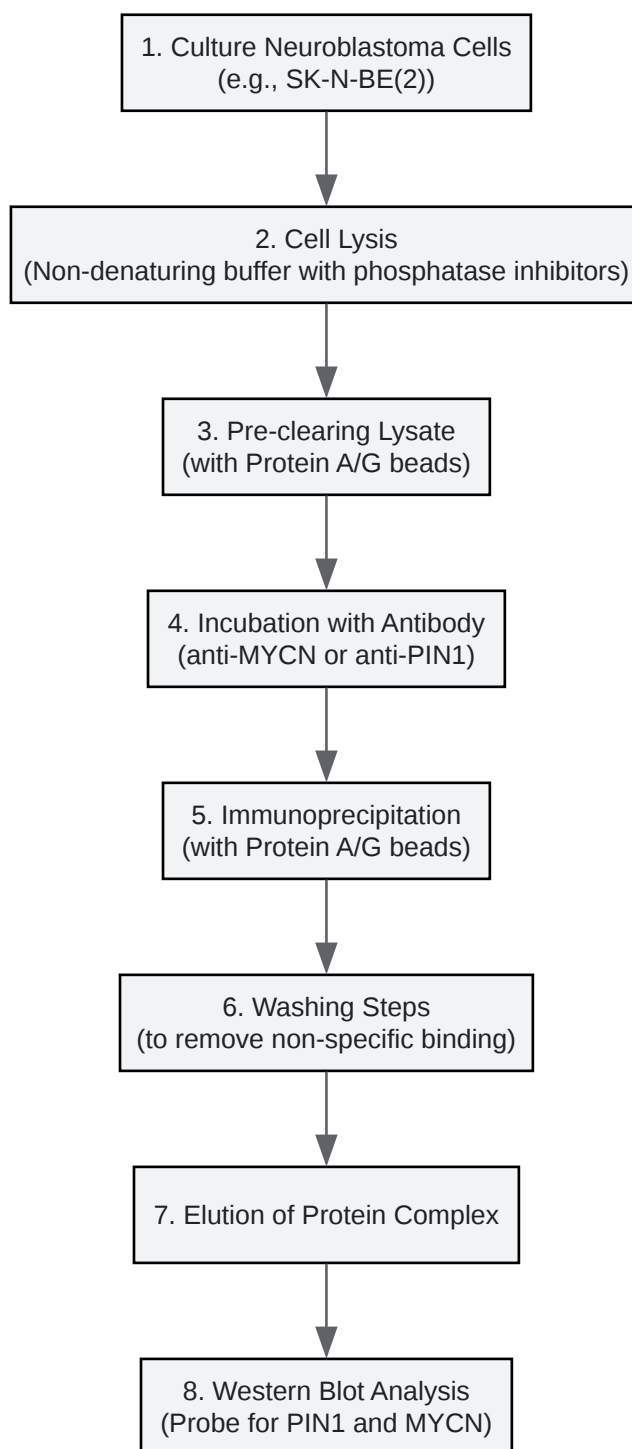 1. Culture Neuroblastoma Cells
(e.g., SK-N-BE(2))
2. Cell Lysis
(Non-denaturing buffer with phosphatase inhibitors)
3. Pre-clearing Lysate
(with Protein A/G beads)
4. Incubation with Antibody
(anti-MYCN or anti-PIN1)
5. Immunoprecipitation
(with Protein A/G beads)
6. Washing Steps
(to remove non-specific binding)
7. Elution of Protein Complex
8. Western Blot Analysis
(Probe for PIN1 and MYCN)